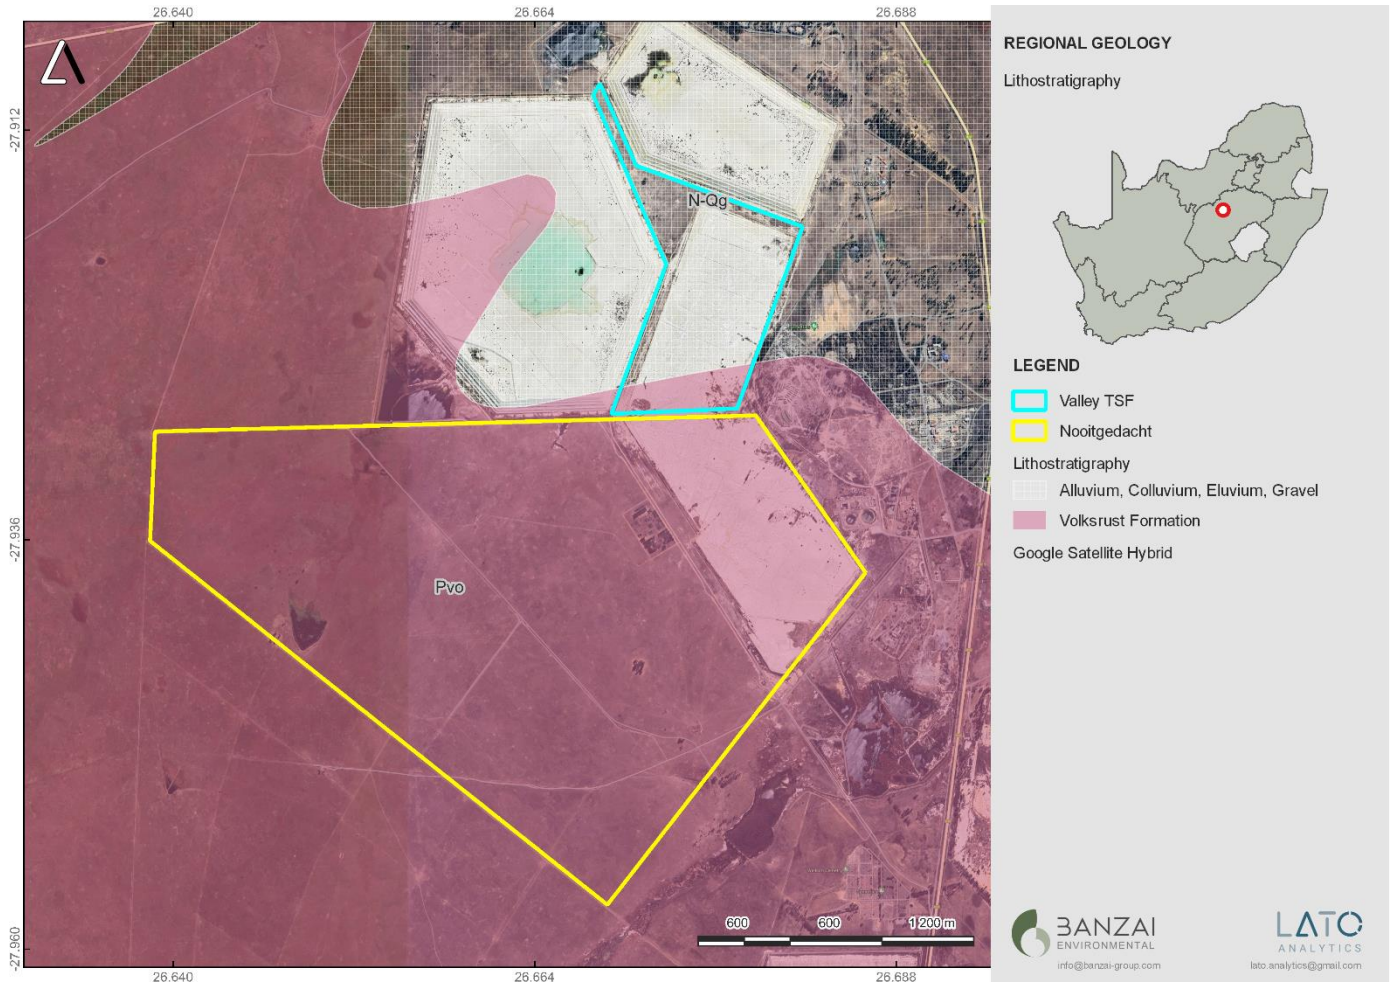 26.640
26.664
26.688
-27.912
-27.936
-27.960
N-Qg
Pvo
600
600
1 200 m
26.640
26.664
26.688
REGIONAL GEOLOGY
Lithostratigraphy
LEGEND
Valley TSF
Nooitgedacht
Lithostratigraphy
Alluvium, Colluvium, Eluvium, Gravel
Volksrust Formation
Google Satellite Hybrid
BANZAI
ENVIRONMENTAL
info@banzai-group.com
LATO
ANALYTICS
lato.analytics@gmail.com